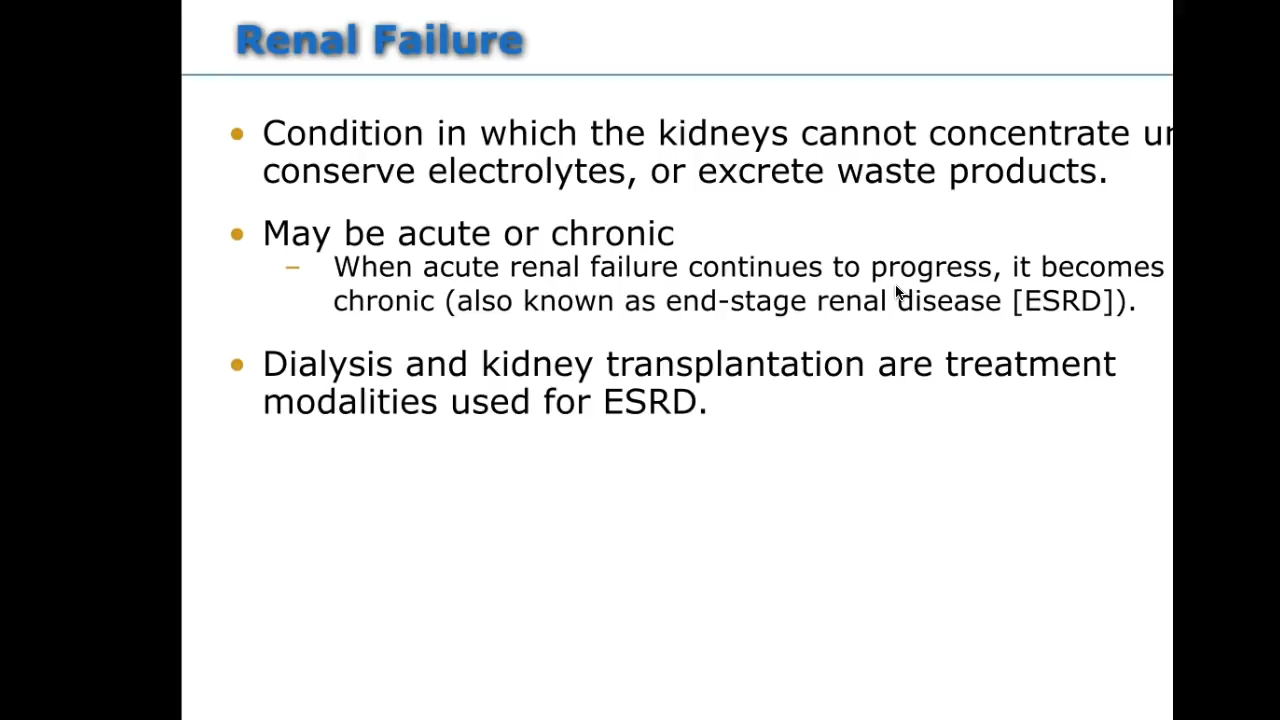 Renal Failure
• Condition in which the kidneys cannot concentrate
conserve electrolytes, or excrete waste products.
• May be acute or chronic
– When acute renal failure continues to progress, it becomes
chronic (also known as end-stage renal disease [ESRD]).
• Dialysis and kidney transplantation are treatment
modalities used for ESRD.